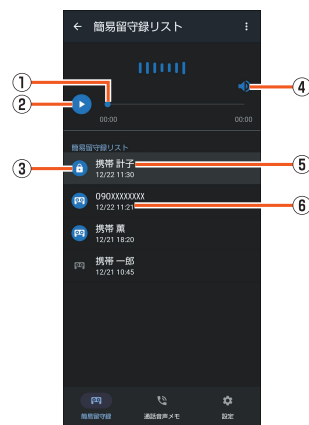 簡易留守録リスト
①
②
④
00:00
00:00
簡易留守録リスト
③
携帯 計子
⑤
12/22 11:30
090XXXXXXXX
12/22 11:21
⑥
携帯 薫
12/21 18:20
携帯 一郎
12/21 10:45
簡易留守録
通話音声メモ
設定